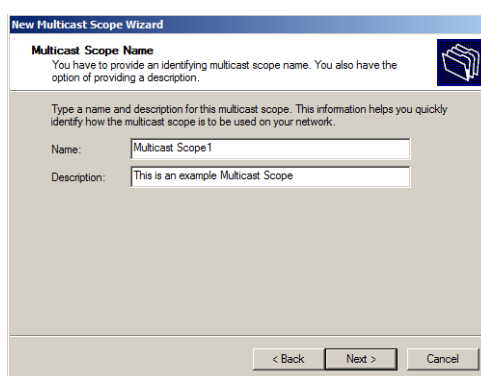 New Multicast Scope Wizard
Multicast Scope Name
You have to provide an identifying multicast scope name. You also have the
option of providing a description.
Type a name and description for this multicast scope. This information helps you quickly
identify how the multicast scope is to be used on your network.
Name: Multicast Scope1
Description: This is an example Multicast Scope
< Back Next > Cancel